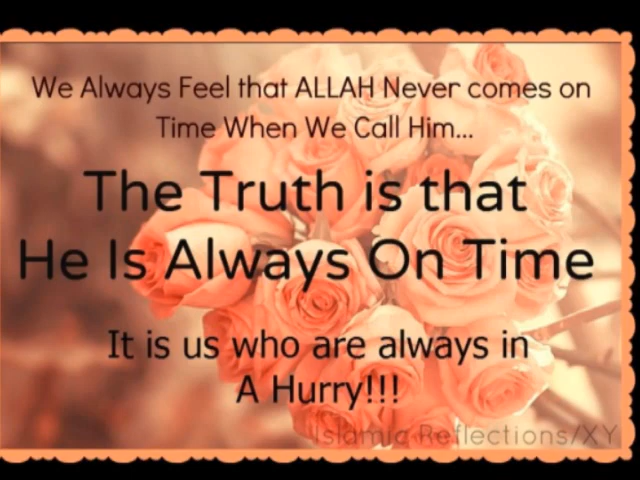 We Always Feel that ALLAH Never comes on
Time When We Call Him...
The Truth is that
He Is Always On Time
It is us who are always in
A Hurry!!!
Islamic Reflections/XY